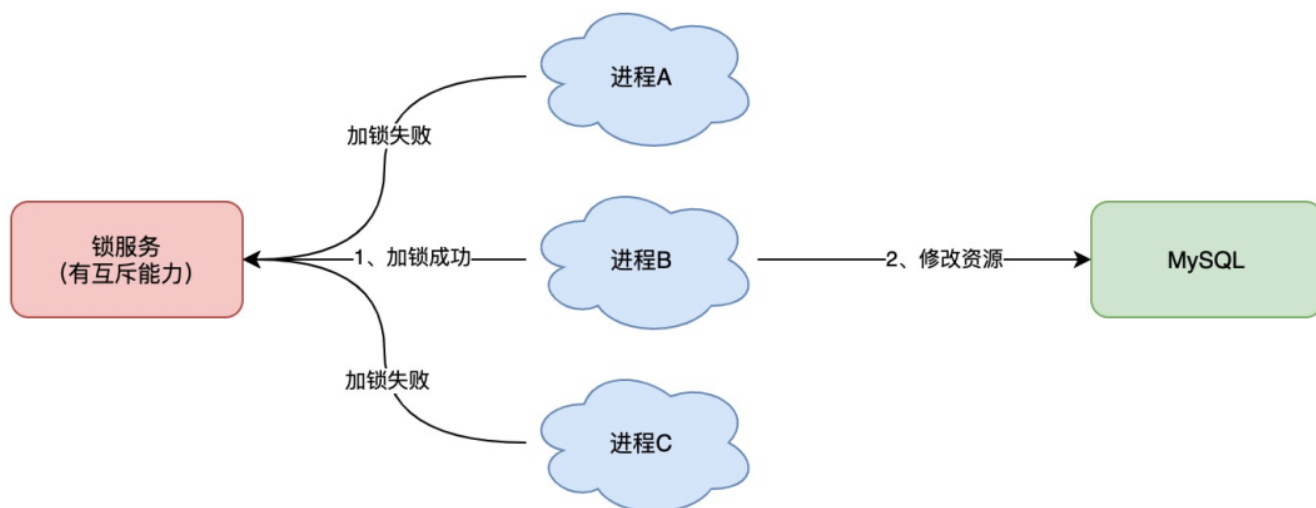 进程A
加锁失败
锁服务
（有互斥能力）
1、加锁成功
进程B
2、修改资源
MySQL
加锁失败
进程C